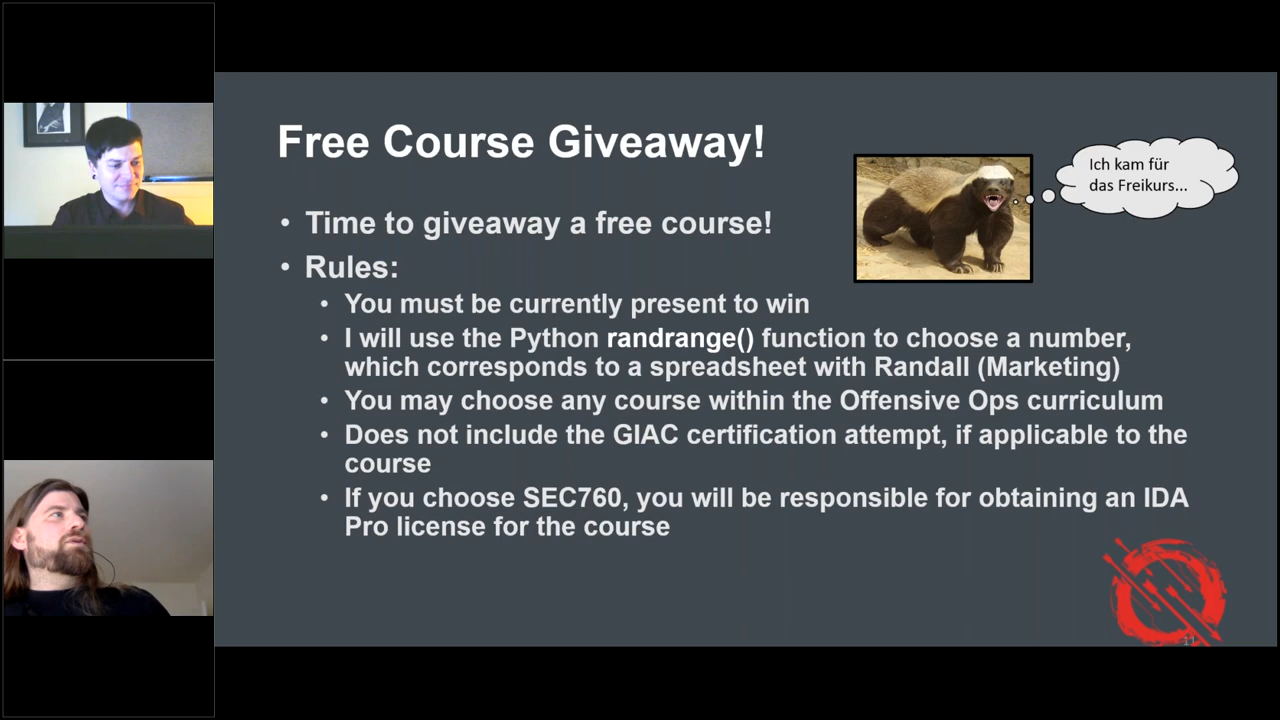 Free Course Giveaway!
Ich kam für
das Freikurs...
• Time to giveaway a free course!
• Rules:
• You must be currently present to win
• I will use the Python randrange() function to choose a number,
which corresponds to a spreadsheet with Randall (Marketing)
• You may choose any course within the Offensive Ops curriculum
• Does not include the GIAC certification attempt, if applicable to the
course
• If you choose SEC760, you will be responsible for obtaining an IDA
Pro license for the course
11